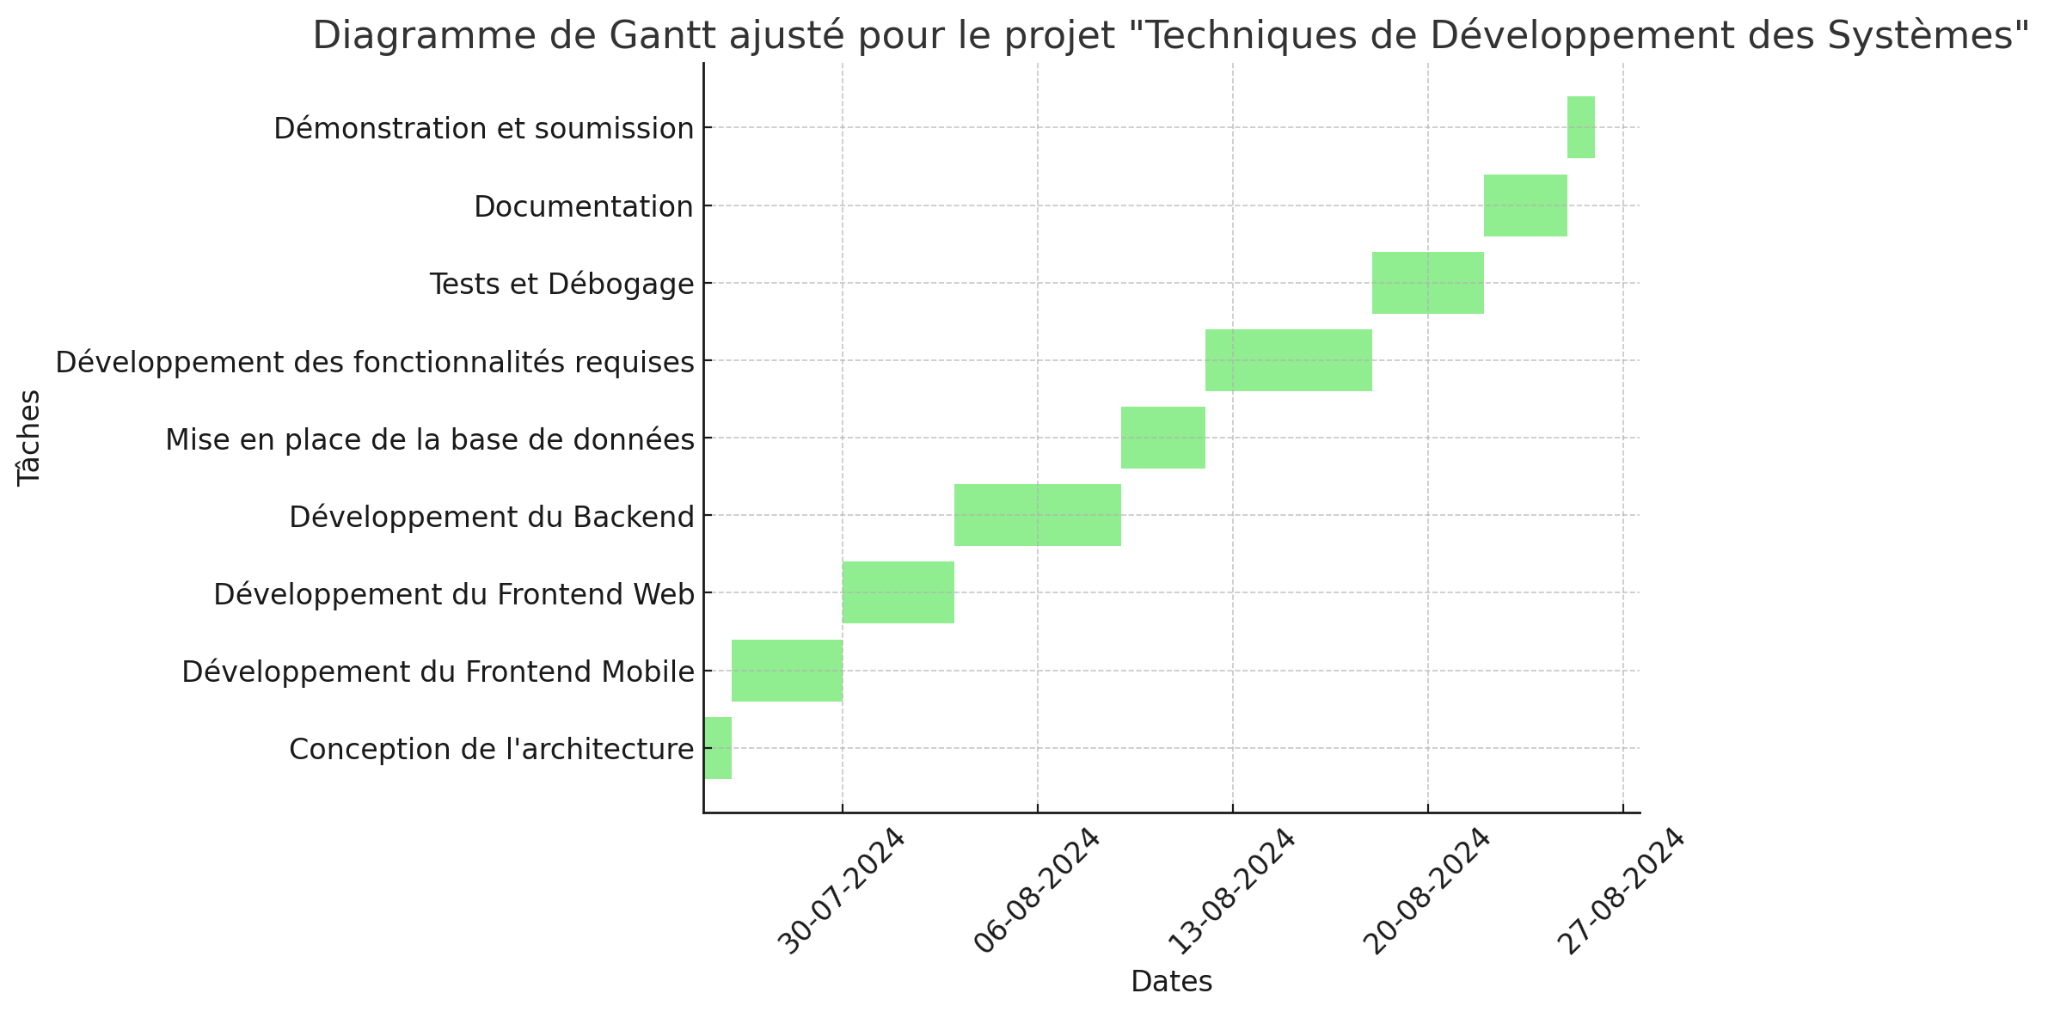 Diagramme de Gantt ajusté pour le projet "Techniques de Développement des Systèmes"
Démonstration et soumission
Documentation
Tests et Débogage
Développement des fonctionnalités requises
Mise en place de la base de données
Développement du Backend
Développement du Frontend Web
Développement du Frontend Mobile
Conception de l'architecture
Tâches
30-07-2024
06-08-2024
13-08-2024
20-08-2024
27-08-2024
Dates